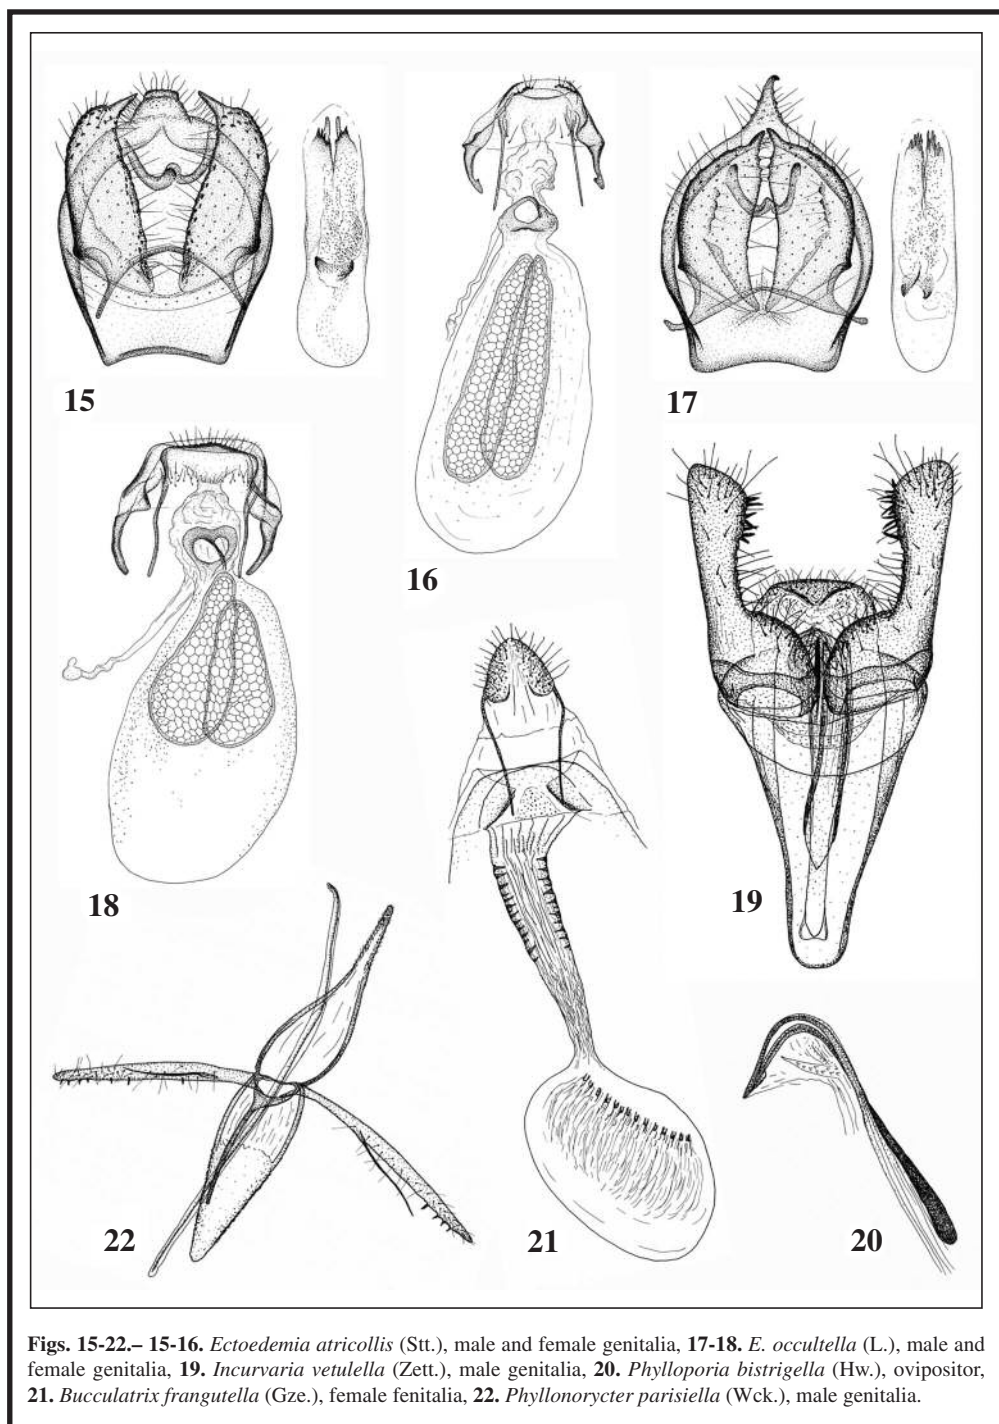 15
16
17
18
19
20
21
22
Figs. 15-22.– 15-16. Ectoedemia atricollis (Stt.), male and female genitalia, 17-18. E. occultella (L.), male and
female genitalia, 19. Incurvaria vetulella (Zett.), male genitalia, 20. Phylloporia bistrigella (Hw.), ovipositor,
21. Bucculatrix frangutella (Gze.), female fenitalia, 22. Phyllonorycter parisiella (Wck.), male genitalia.